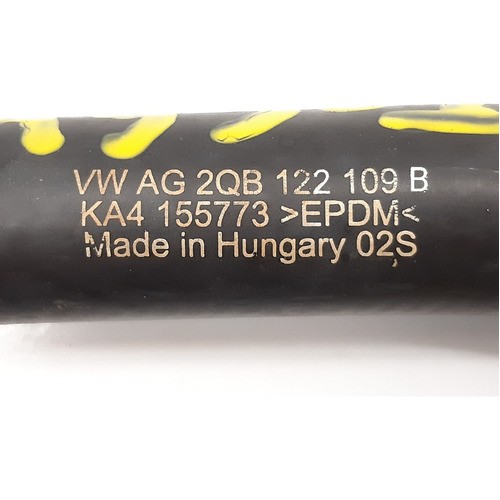 VW AG 2QB 122 109 B
KA4 155773 >EPDM<
Made in Hungary 02S